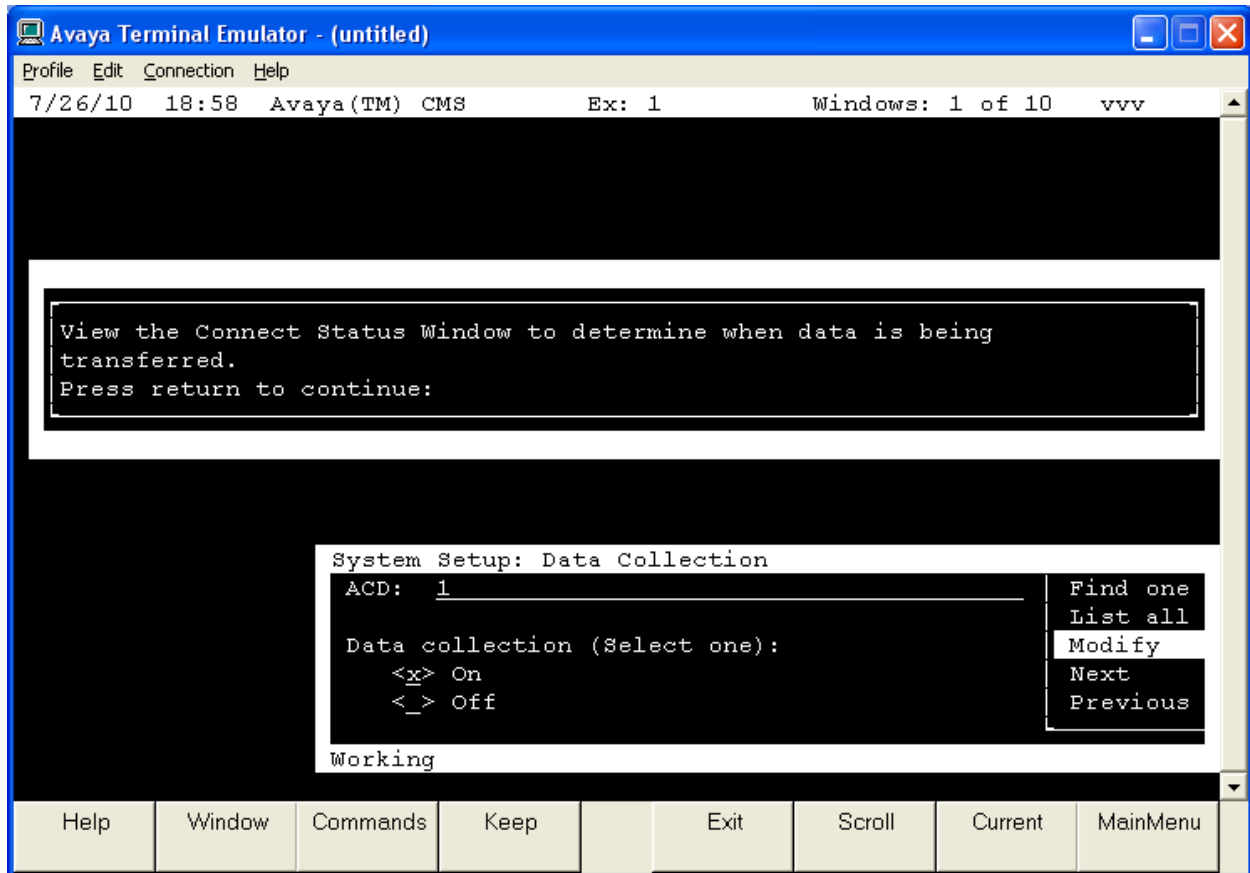 Avaya Terminal Emulator - (untitled)
Profile Edit Connection Help
7/26/10 18:58 Avaya(TM) CMS Ex: 1 Windows: 1 of 10 vvv
View the Connect Status Window to determine when data is being
transferred.
Press return to continue:
System Setup: Data Collection
ACD: 1 Find one
List all
Data collection (Select one): Modify
<x> On Next
<_> Off Previous
Working
Help Window Commands Keep Exit Scroll Current MainMenu